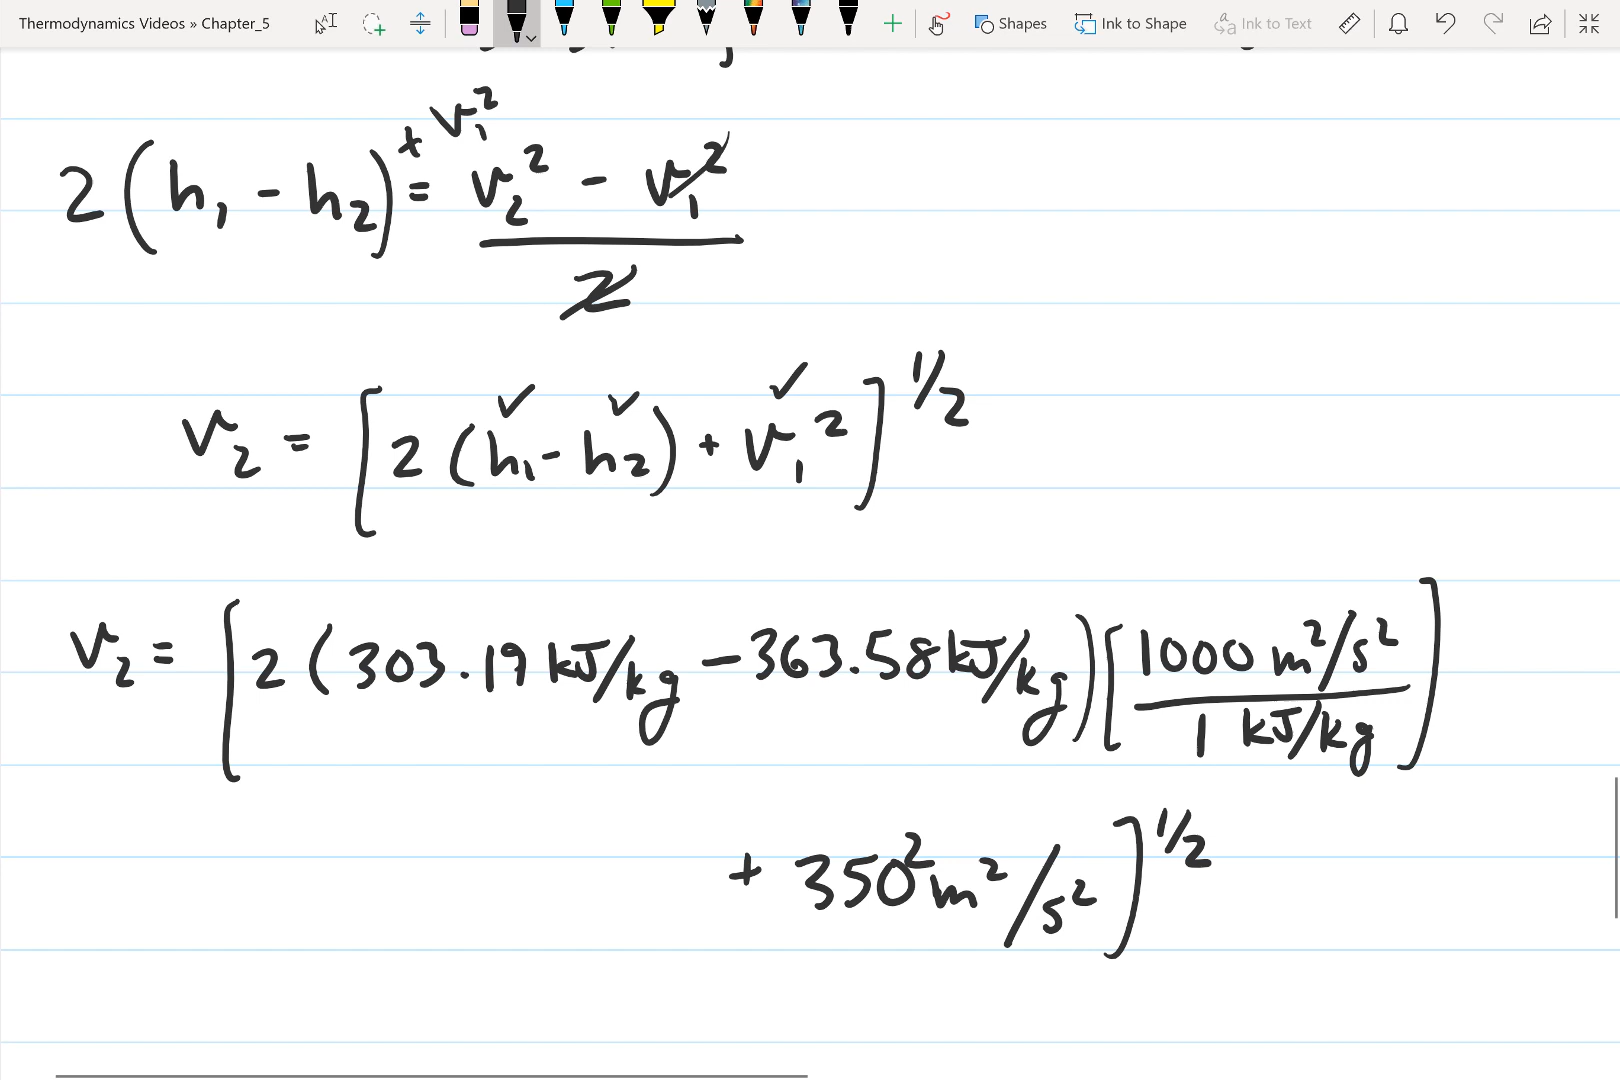 Thermodynamics Videos » Chapter_5 Shapes Ink to Shape Ink to Text
+ v₁²
2(h₁ - h₂) = v₂² - v₁²
2
v₂ = [2(h₁ - h₂) + v₁²]^1/2
v₂ = [2(303.19 kJ/kg - 363.58 kJ/kg)[1000 m²/s² / 1 kJ/kg]
+ 350² m²/s²]^1/2